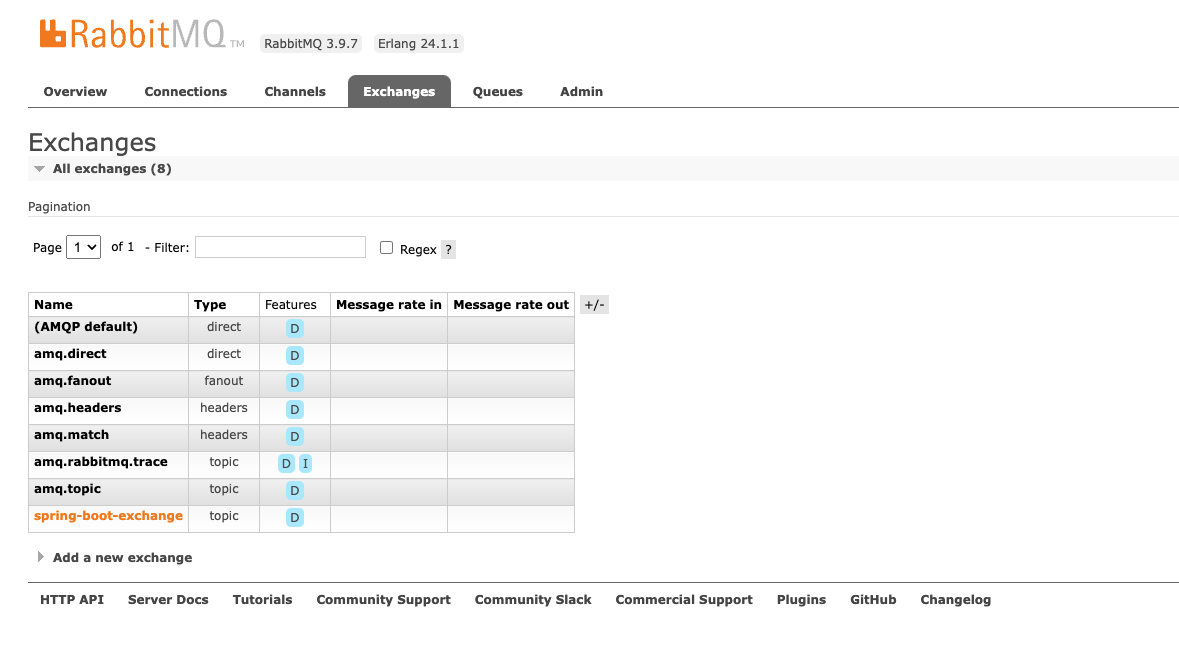 RabbitMQ TM RabbitMQ 3.9.7 Erlang 24.1.1
Overview Connections Channels Exchanges Queues Admin
Exchanges
All exchanges (8)
Pagination
Page 1 of 1 - Filter: Regex ?
Name Type Features Message rate in Message rate out +/-
(AMQP default) direct D
amq.direct direct D
amq.fanout fanout D
amq.headers headers D
amq.match headers D
amq.rabbitmq.trace topic D I
amq.topic topic D
spring-boot-exchange topic D
Add a new exchange
HTTP API Server Docs Tutorials Community Support Community Slack Commercial Support Plugins GitHub Changelog